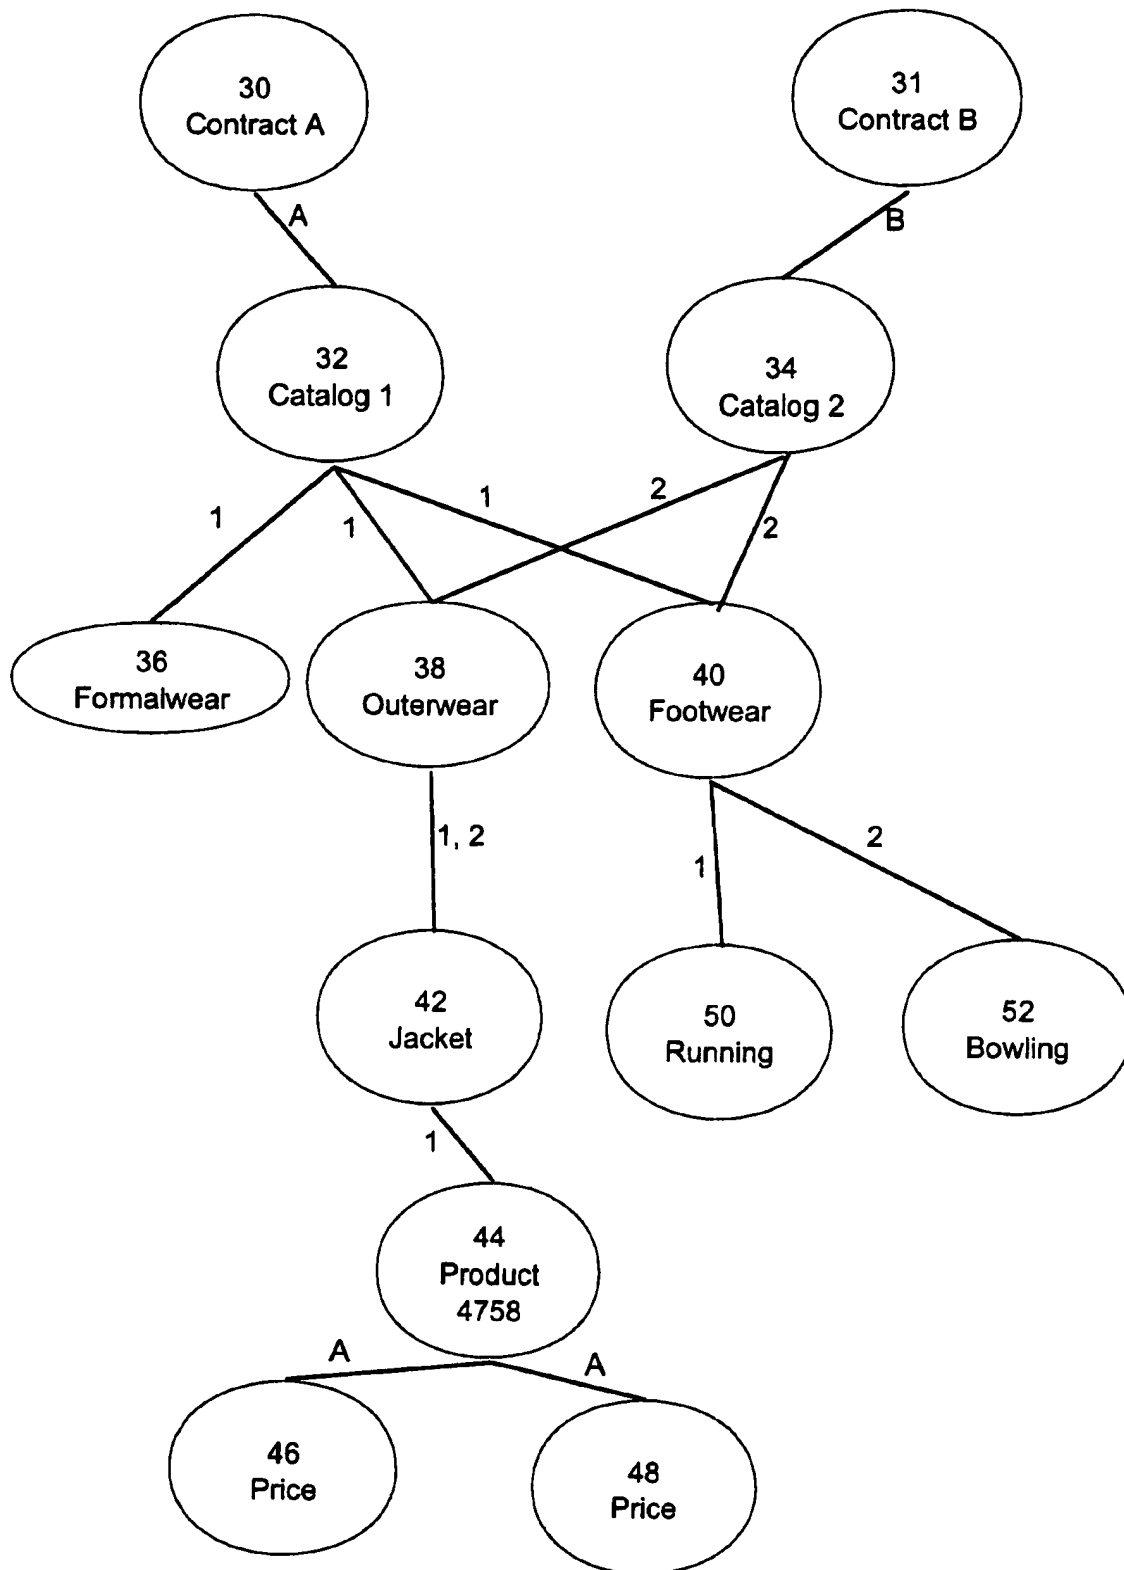 30
Contract A
31
Contract B
A
B
32
Catalog 1
34
Catalog 2
1
1
1
2
2
36
Formalwear
38
Outerwear
40
Footwear
1, 2
1
2
42
Jacket
50
Running
52
Bowling
1
44
Product
4758
A
A
46
Price
48
Price